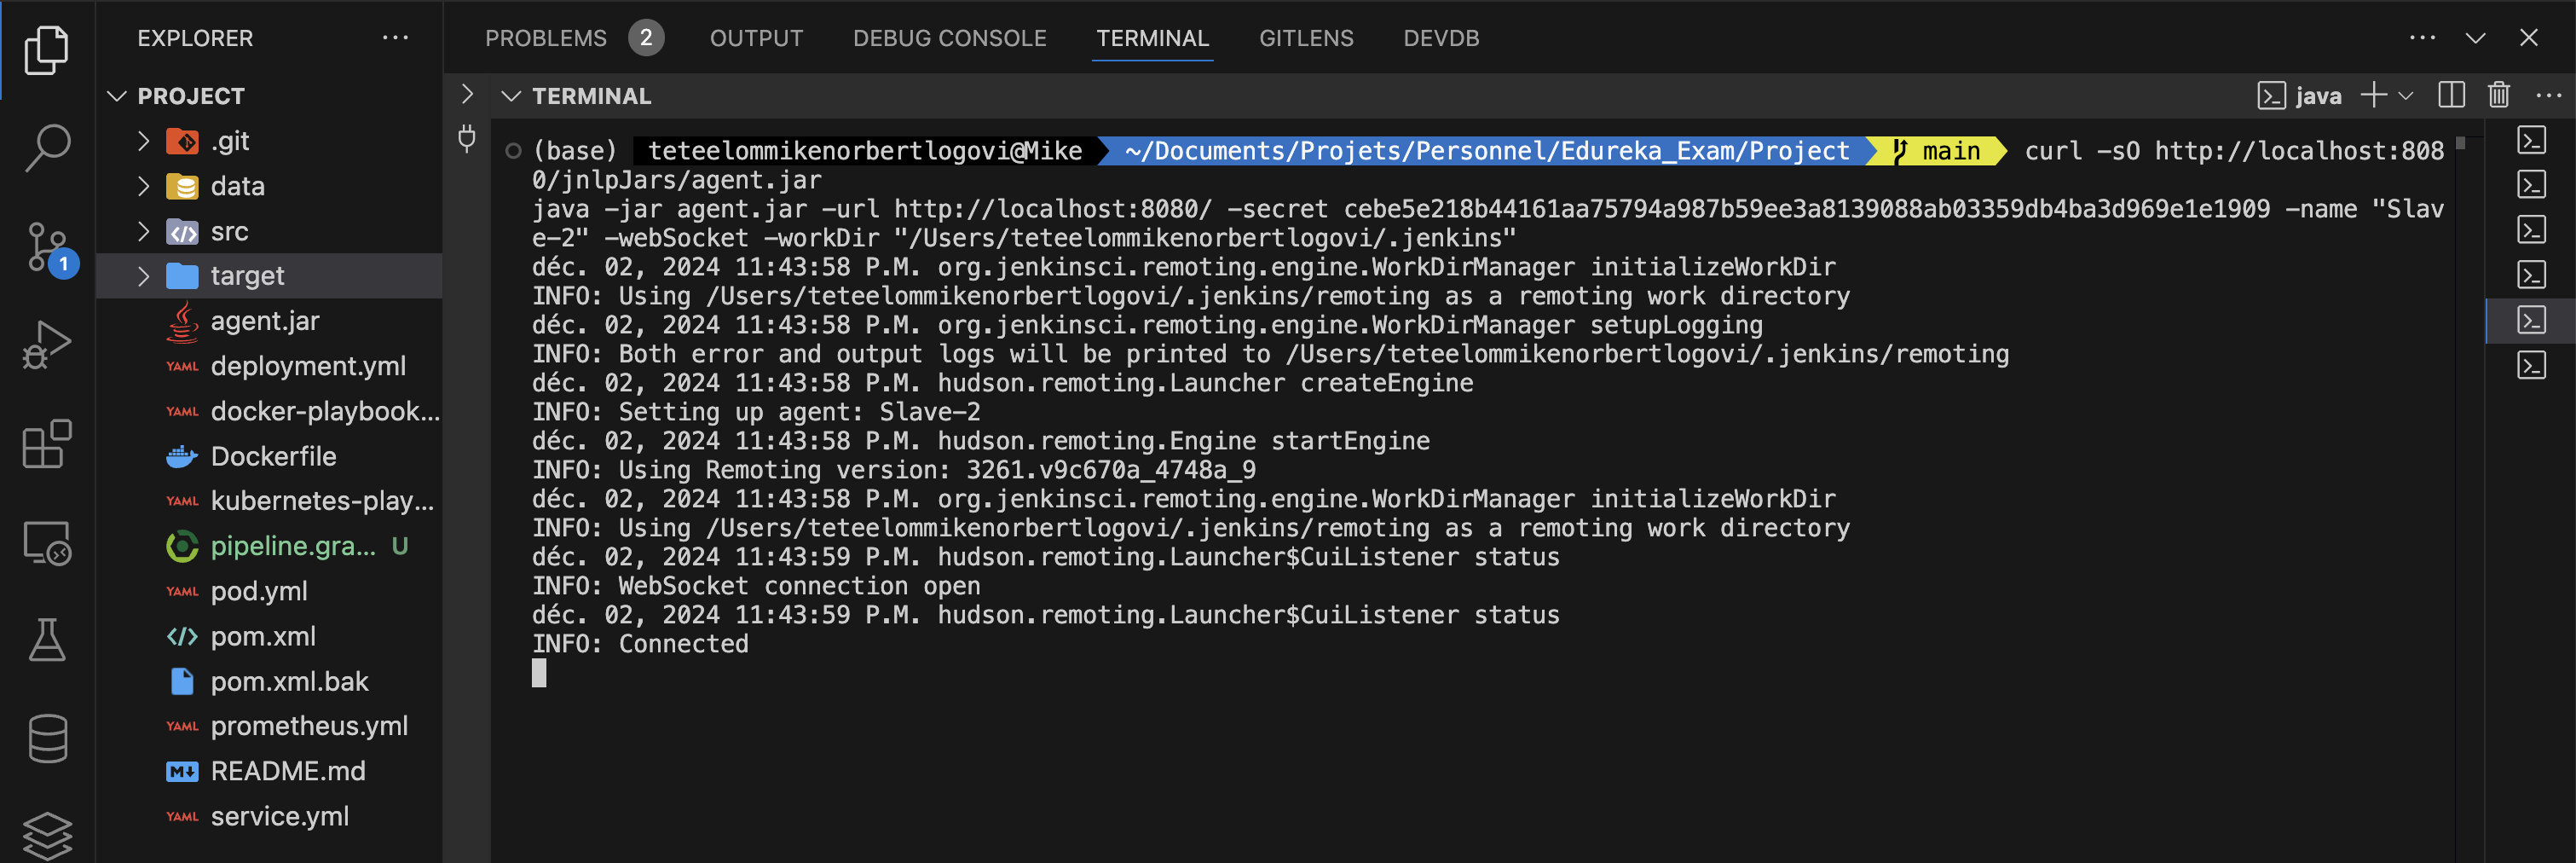 EXPLORER
PROJECT
.git
data
src
target
agent.jar
YAML deployment.yml
YAML docker-playbook...
Dockerfile
YAML kubernetes-play...
pipeline.gra... U
YAML pod.yml
pom.xml
pom.xml.bak
YAML prometheus.yml
README.md
YAML service.yml
1
PROBLEMS 2 OUTPUT DEBUG CONSOLE TERMINAL GITLENS DEVDB
TERMINAL java
(base) teteelommikenorbertlogovi@Mike ~/Documents/Projets/Personnel/Edureka_Exam/Project main curl -sO http://localhost:808
0/jnlpJars/agent.jar
java -jar agent.jar -url http://localhost:8080/ -secret cebe5e218b44161aa75794a987b59ee3a8139088ab03359db4ba3d969e1e1909 -name "Slav
e-2" -webSocket -workDir "/Users/teteelommikenorbertlogovi/.jenkins"
déc. 02, 2024 11:43:58 P.M. org.jenkinsci.remoting.engine.WorkDirManager initializeWorkDir
INFO: Using /Users/teteelommikenorbertlogovi/.jenkins/remoting as a remoting work directory
déc. 02, 2024 11:43:58 P.M. org.jenkinsci.remoting.engine.WorkDirManager setupLogging
INFO: Both error and output logs will be printed to /Users/teteelommikenorbertlogovi/.jenkins/remoting
déc. 02, 2024 11:43:58 P.M. hudson.remoting.Launcher createEngine
INFO: Setting up agent: Slave-2
déc. 02, 2024 11:43:58 P.M. hudson.remoting.Engine startEngine
INFO: Using Remoting version: 3261.v9c670a_4748a_9
déc. 02, 2024 11:43:58 P.M. org.jenkinsci.remoting.engine.WorkDirManager initializeWorkDir
INFO: Using /Users/teteelommikenorbertlogovi/.jenkins/remoting as a remoting work directory
déc. 02, 2024 11:43:59 P.M. hudson.remoting.Launcher$CuiListener status
INFO: WebSocket connection open
déc. 02, 2024 11:43:59 P.M. hudson.remoting.Launcher$CuiListener status
INFO: Connected